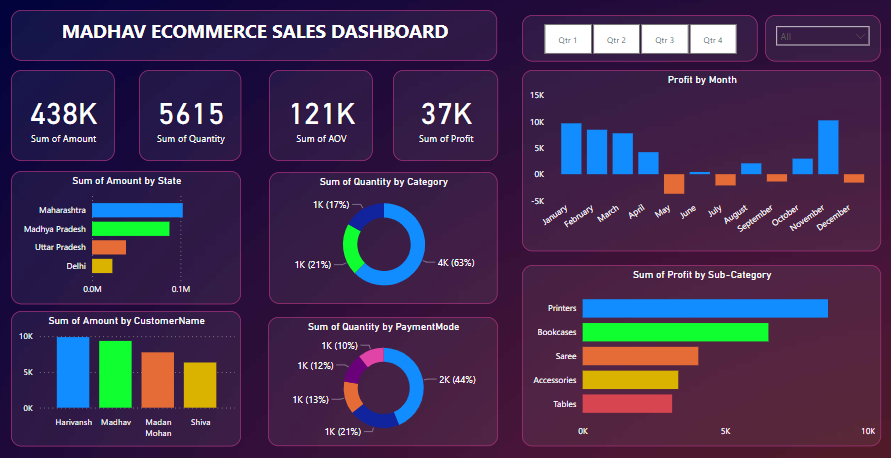 MADHAV ECOMMERCE SALES DASHBOARD
Qtr 1 Qtr 2 Qtr 3 Qtr 4
All
438K
Sum of Amount
5615
Sum of Quantity
121K
Sum of AOV
37K
Sum of Profit
Profit by Month
15K
10K
5K
0K
-5K
January February March April May June July August September October November December
Sum of Amount by State
Maharashtra
Madhya Pradesh
Uttar Pradesh
Delhi
0.0M 0.1M
Sum of Quantity by Category
1K (17%)
1K (21%)
4K (63%)
Sum of Profit by Sub-Category
Printers
Bookcases
Saree
Accessories
Tables
0K 5K 10K
Sum of Amount by CustomerName
10K
5K
0K
Harivansh Madhav Madan Mohan Shiva
Sum of Quantity by PaymentMode
1K (10%)
1K (12%)
1K (13%)
1K (21%)
2K (44%)